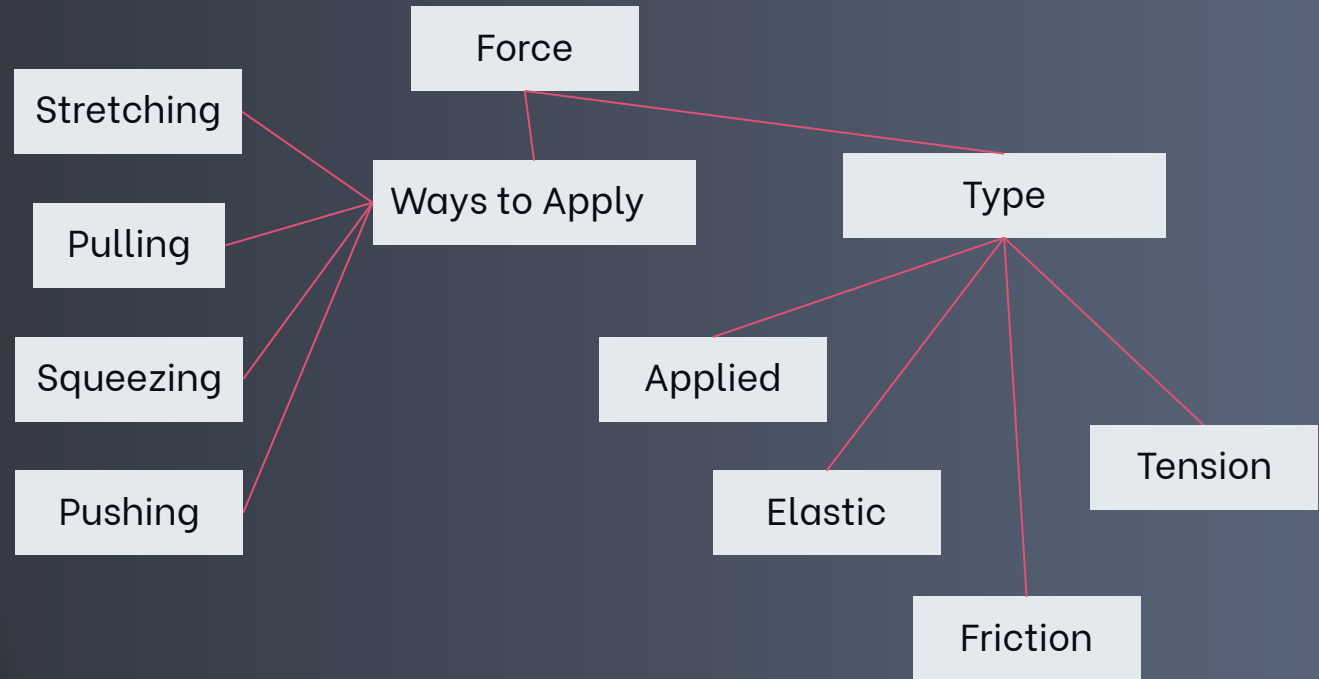 Force
Stretching
Ways to Apply
Type
Pulling
Squeezing
Applied
Tension
Pushing
Elastic
Friction